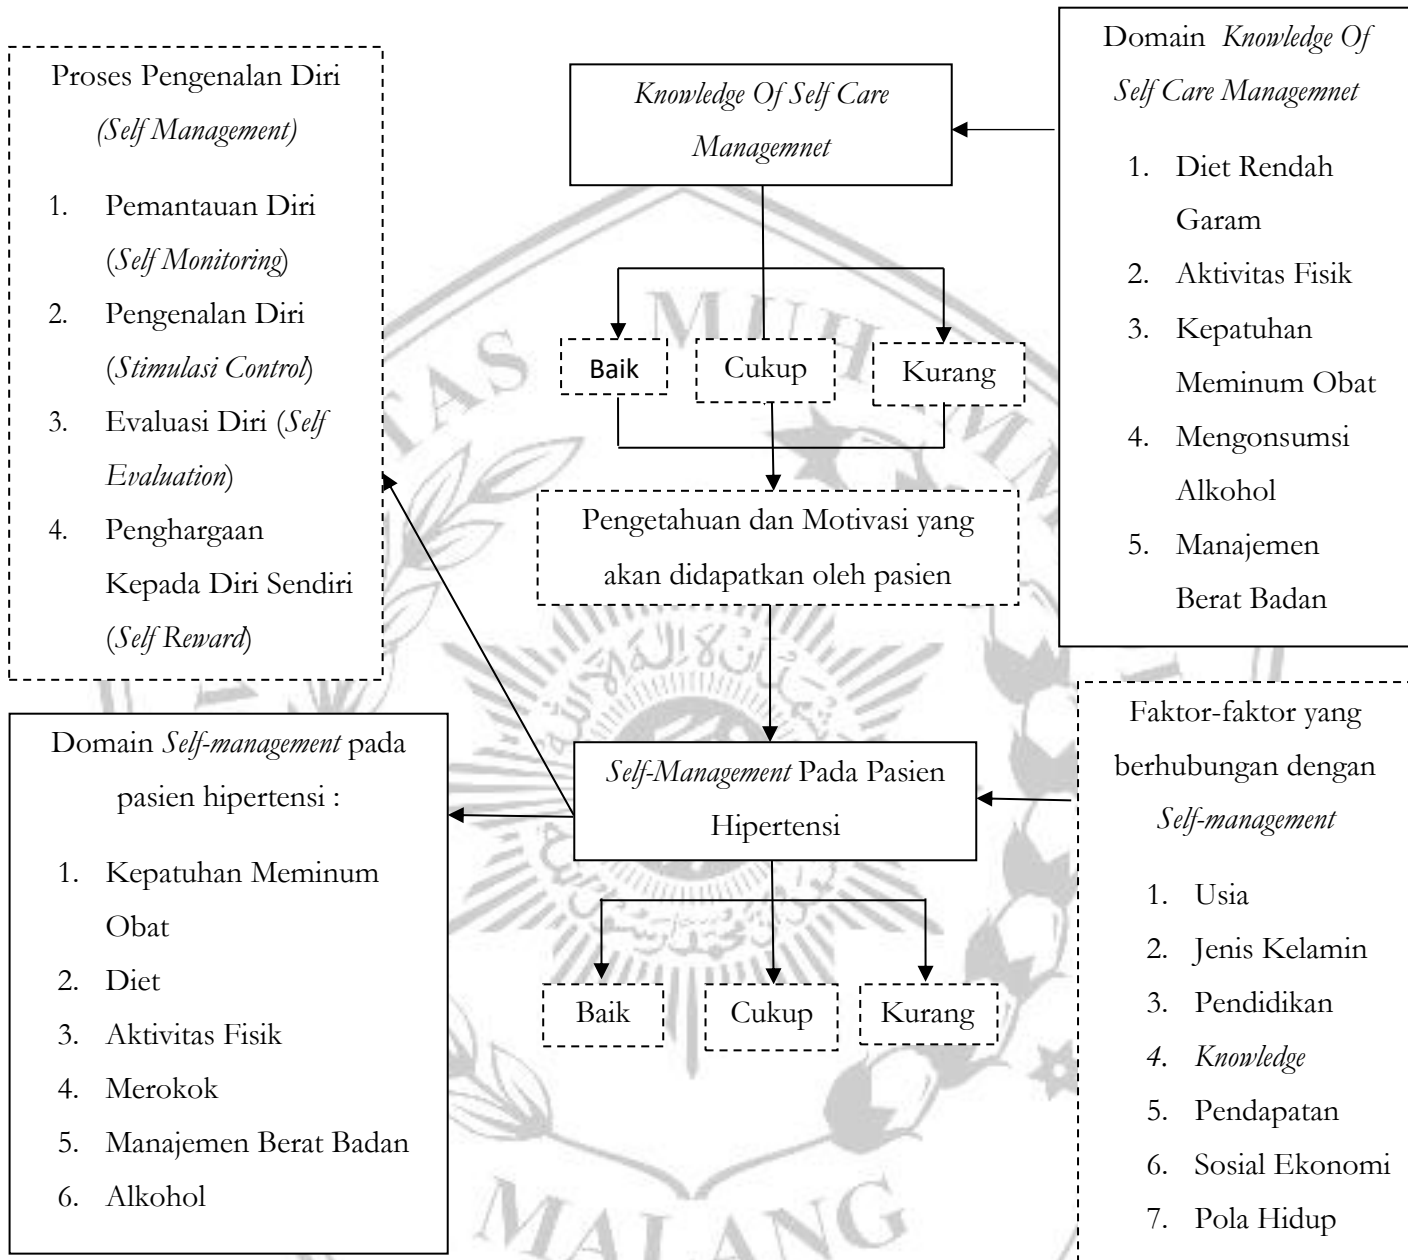 Proses Pengenalan Diri
(Self Management)
1. Pemantauan Diri
(Self Monitoring)
2. Pengenalan Diri
(Stimulasi Control)
3. Evaluasi Diri (Self
Evaluation)
4. Penghargaan
Kepada Diri Sendiri
(Self Reward)
Knowledge Of Self Care
Managemnet
Domain Knowledge Of
Self Care Managemnet
1. Diet Rendah
Garam
2. Aktivitas Fisik
3. Kepatuhan
Meminum Obat
4. Mengonsumsi
Alkohol
5. Manajemen
Berat Badan
Baik
Cukup
Kurang
Pengetahuan dan Motivasi yang
akan didapatkan oleh pasien
Domain Self-management pada
pasien hipertensi :
1. Kepatuhan Meminum
Obat
2. Diet
3. Aktivitas Fisik
4. Merokok
5. Manajemen Berat Badan
6. Alkohol
Self-Management Pada Pasien
Hipertensi
Faktor-faktor yang
berhubungan dengan
Self-management
1. Usia
2. Jenis Kelamin
3. Pendidikan
4. Knowledge
5. Pendapatan
6. Sosial Ekonomi
7. Pola Hidup
Baik
Cukup
Kurang
MALANG